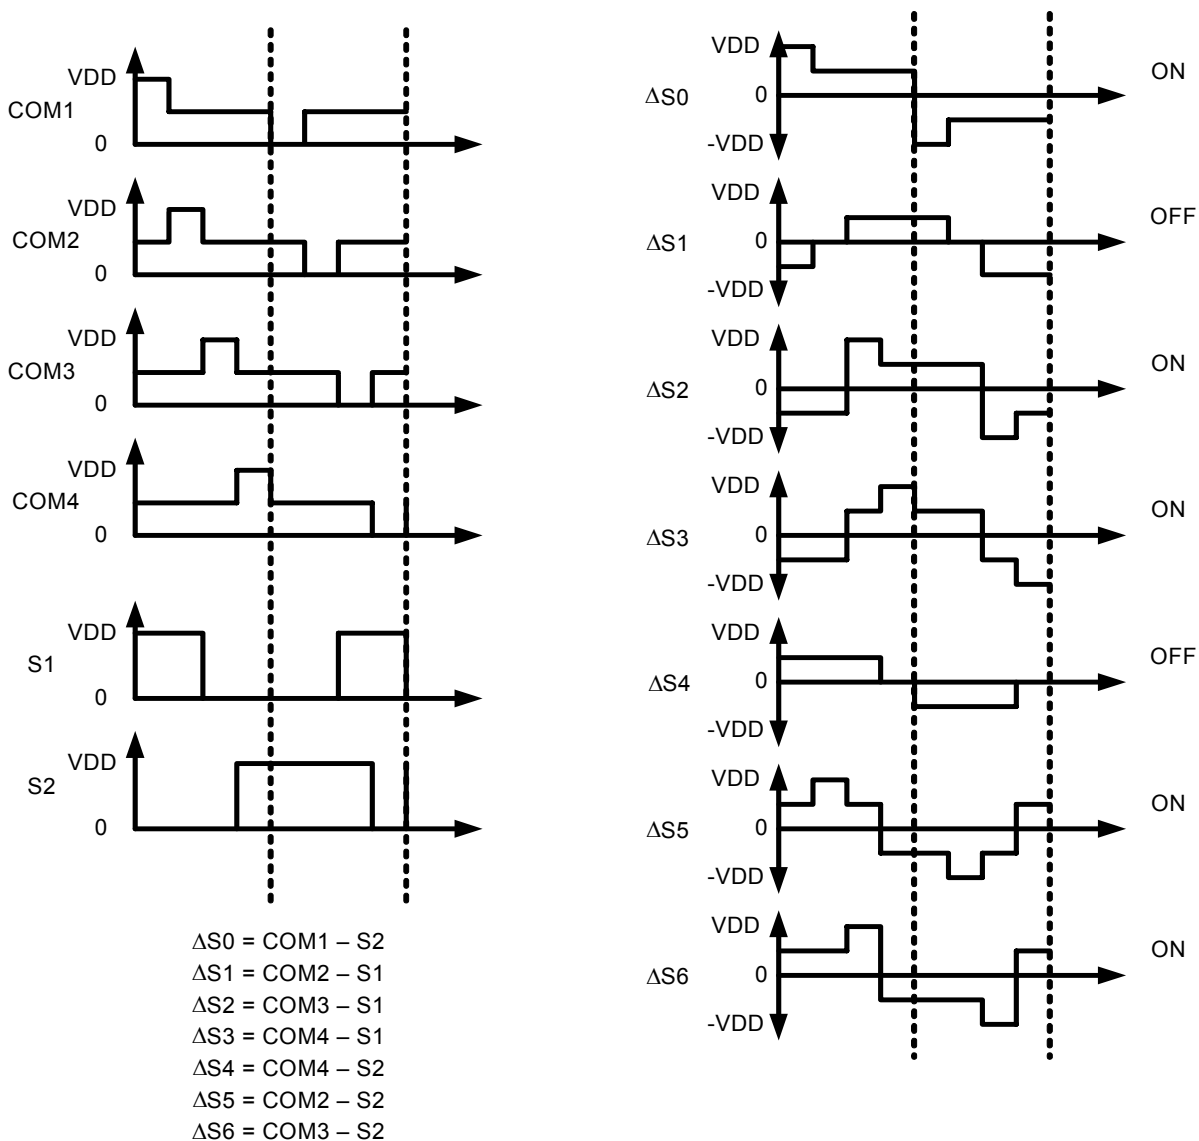 VDD
COM1
0
VDD
COM2
0
VDD
COM3
0
VDD
COM4
0
VDD
S1
0
VDD
S2
0
ΔS0 = COM1 – S2
ΔS1 = COM2 – S1
ΔS2 = COM3 – S1
ΔS3 = COM4 – S1
ΔS4 = COM4 – S2
ΔS5 = COM2 – S2
ΔS6 = COM3 – S2
VDD
ON
ΔS0
0
-VDD
VDD
OFF
ΔS1
0
-VDD
VDD
ON
ΔS2
0
-VDD
VDD
ON
ΔS3
0
-VDD
VDD
OFF
ΔS4
0
-VDD
VDD
ON
ΔS5
0
-VDD
VDD
ON
ΔS6
0
-VDD